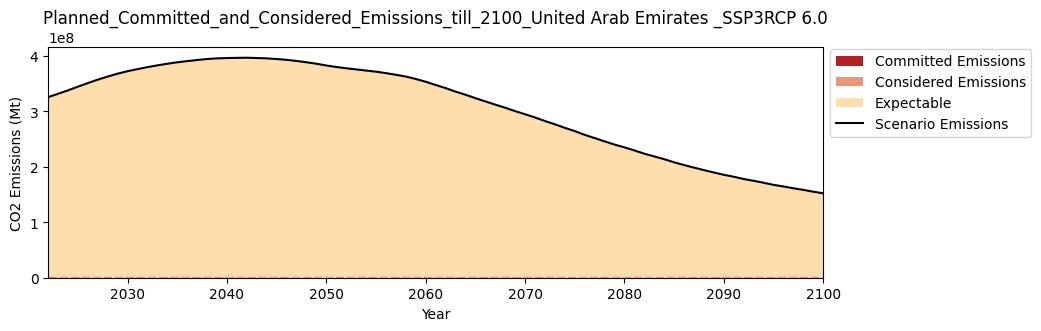 Planned_Committed_and_Considered_Emissions_till_2100_United Arab Emirates _SSP3RCP 6.0
1e8
4
3
2
1
0
CO2 Emissions (Mt)
2030 2040 2050 2060 2070 2080 2090 2100
Year
Committed Emissions
Considered Emissions
Expectable
Scenario Emissions